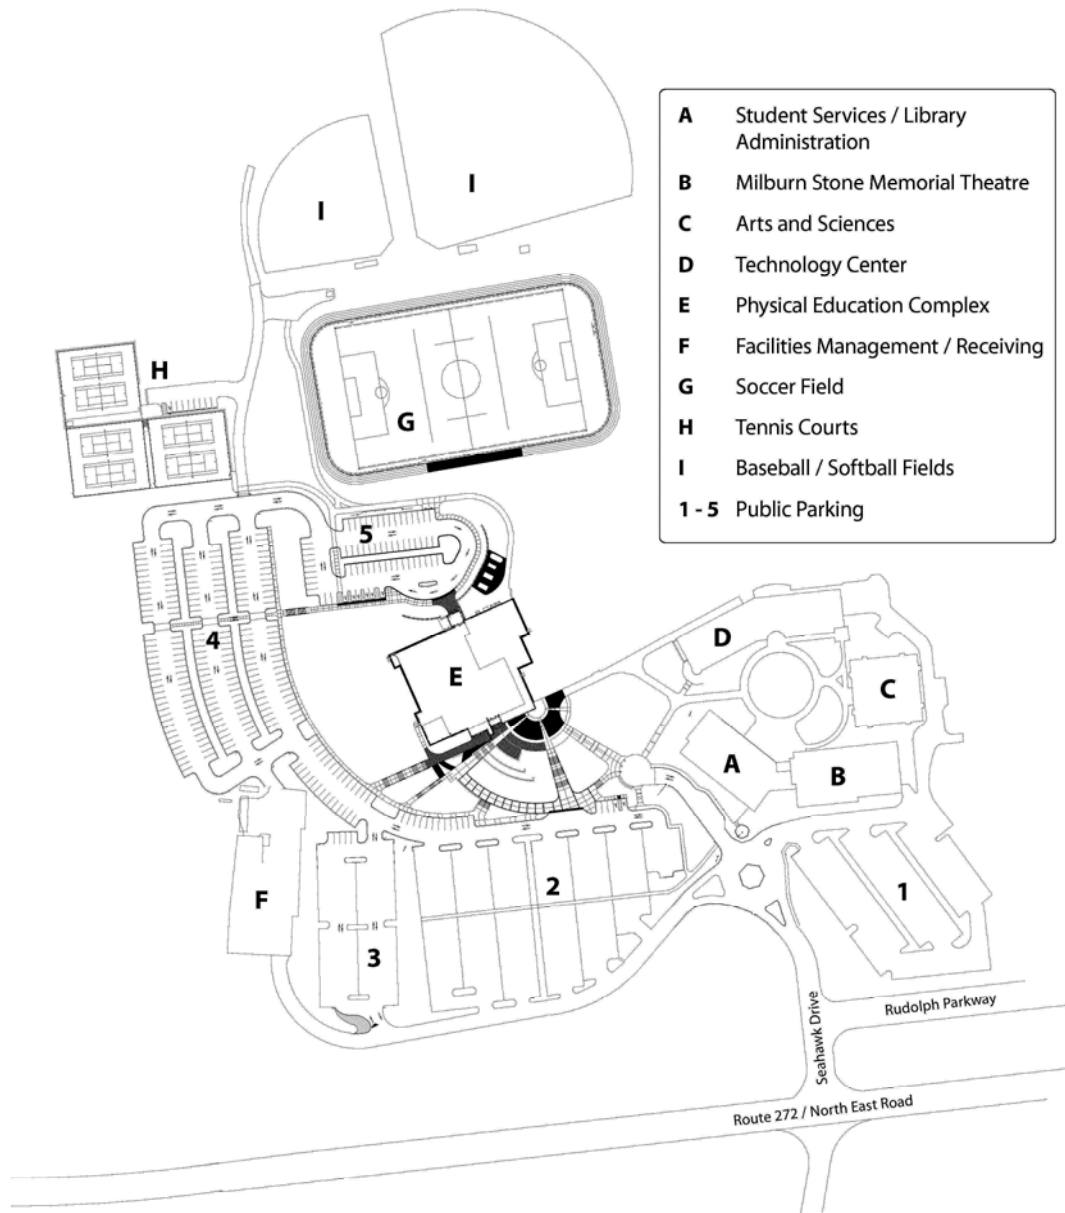 A Student Services / Library
Administration
B Milburn Stone Memorial Theatre
C Arts and Sciences
D Technology Center
E Physical Education Complex
F Facilities Management / Receiving
G Soccer Field
H Tennis Courts
I Baseball / Softball Fields
1 - 5 Public Parking
I
I
H
G
5
4
E
D
C
A
B
F
3
2
1
Seahawk Drive
Rudolph Parkway
Route 272 / North East Road